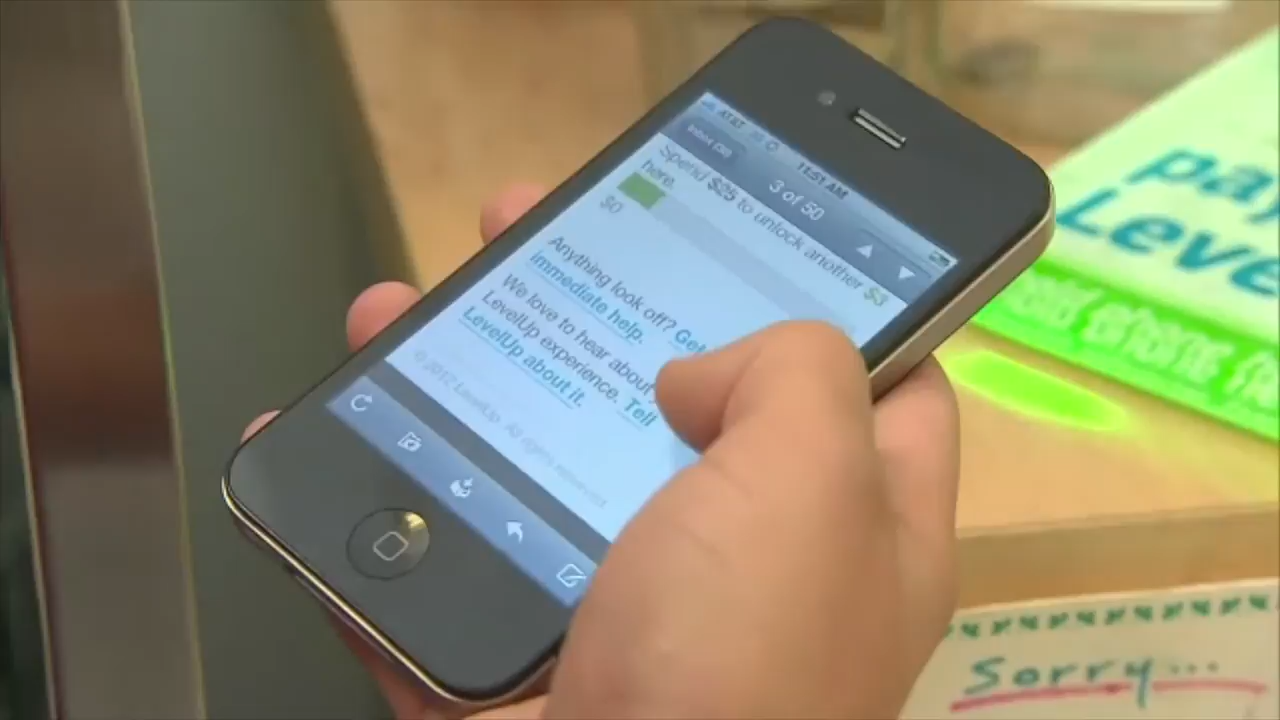 AT&T
11:51 AM
3 of 50
Spend $25 to unlock another $3
here.
$0
Anything look off? Get
immediate help.
We love to hear about
LevelUp experience. Tell
LevelUp about it.
© 2012 LevelUp. All rights reserved.
pay
Leve
phone
Sorry...